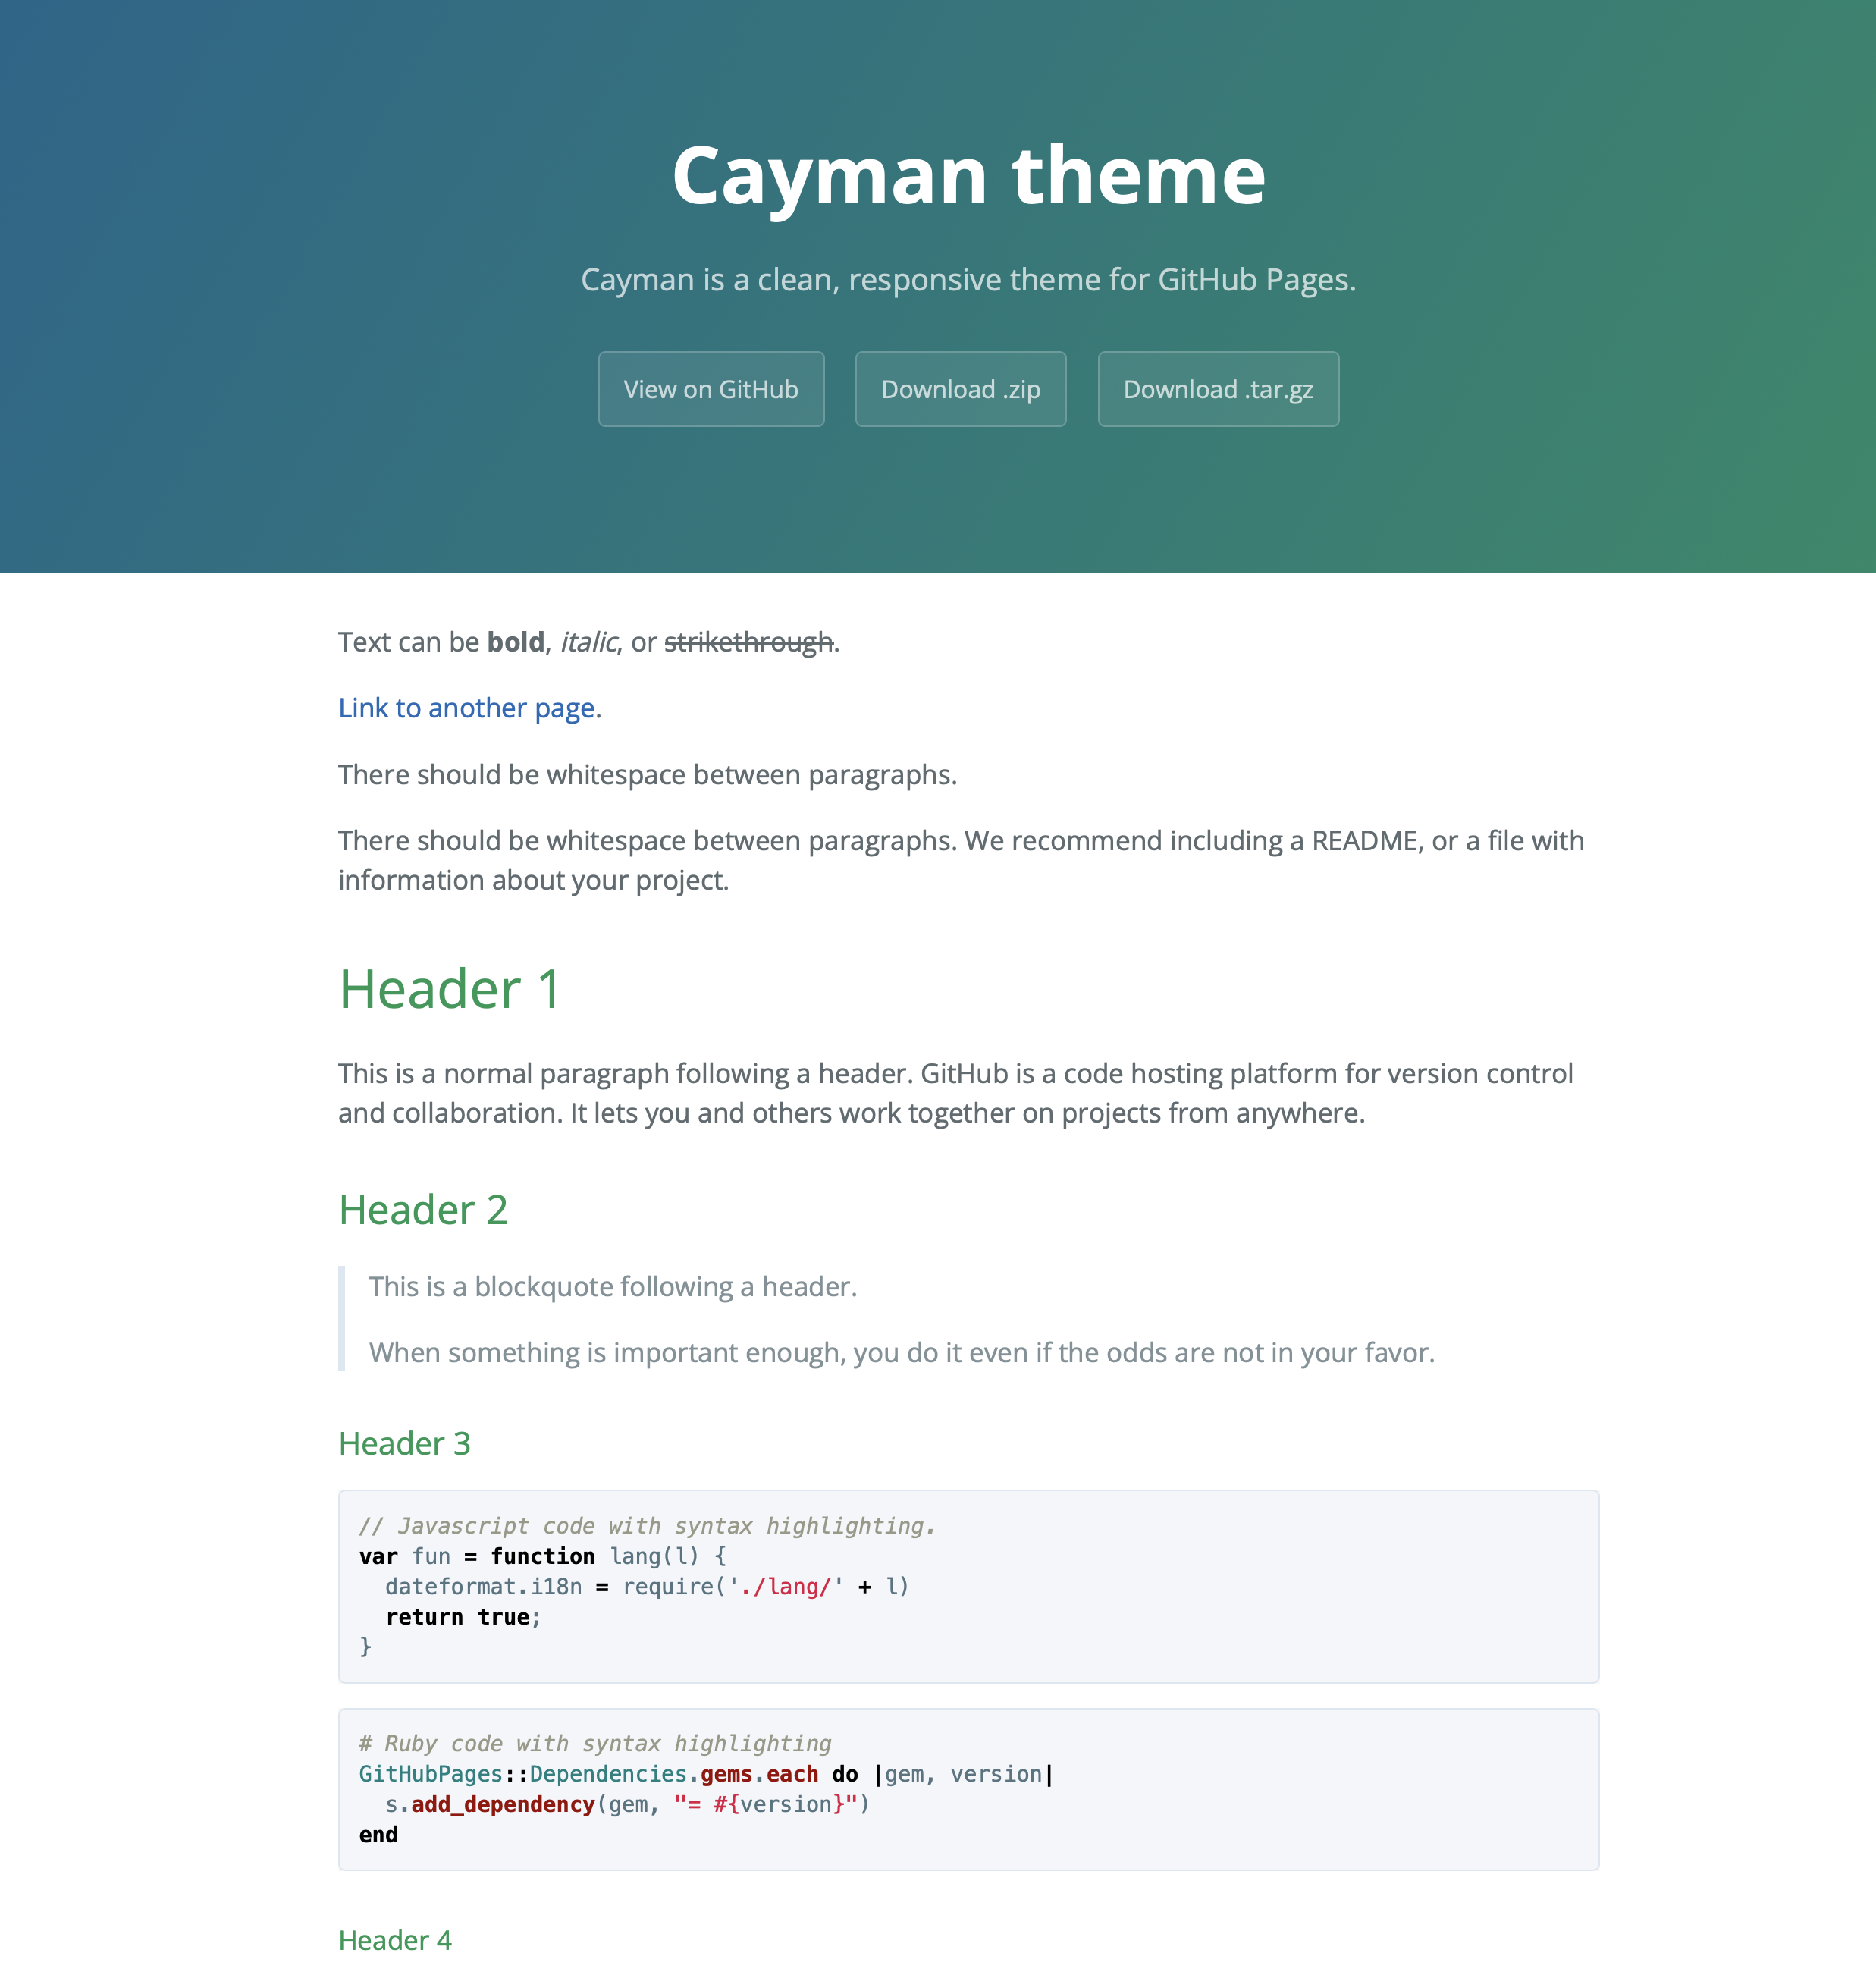 Cayman theme
Cayman is a clean, responsive theme for GitHub Pages.
View on GitHub
Download .zip
Download .tar.gz
Text can be bold, italic, or strikethrough.
Link to another page.
There should be whitespace between paragraphs.
There should be whitespace between paragraphs. We recommend including a README, or a file with
information about your project.
Header 1
This is a normal paragraph following a header. GitHub is a code hosting platform for version control
and collaboration. It lets you and others work together on projects from anywhere.
Header 2
This is a blockquote following a header.
When something is important enough, you do it even if the odds are not in your favor.
Header 3
// Javascript code with syntax highlighting.
var fun = function lang(l) {
  dateformat.i18n = require('./lang/' + l)
  return true;
}
# Ruby code with syntax highlighting
GitHubPages::Dependencies.gems.each do |gem, version|
    s.add_dependency(gem, "= #{version}")
end
Header 4